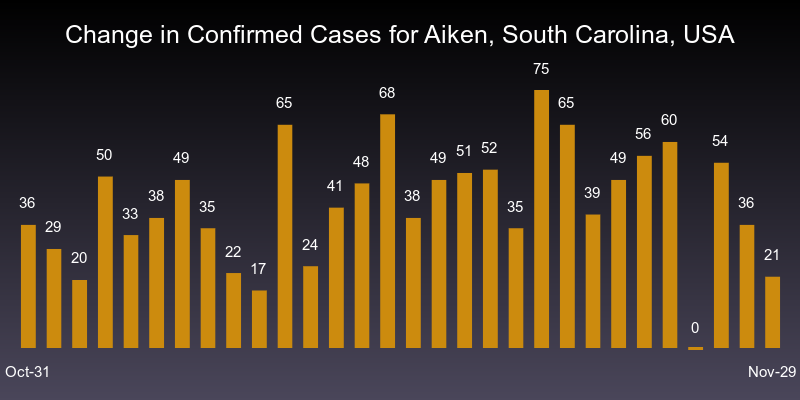 Change in Confirmed Cases for Aiken, South Carolina, USA
36 29 20 50 33 38 49 35 22 17 65 24 41 48 68 38 49 51 52 35 75 65 39 49 56 60 0 54 36 21
Oct-31 Nov-29